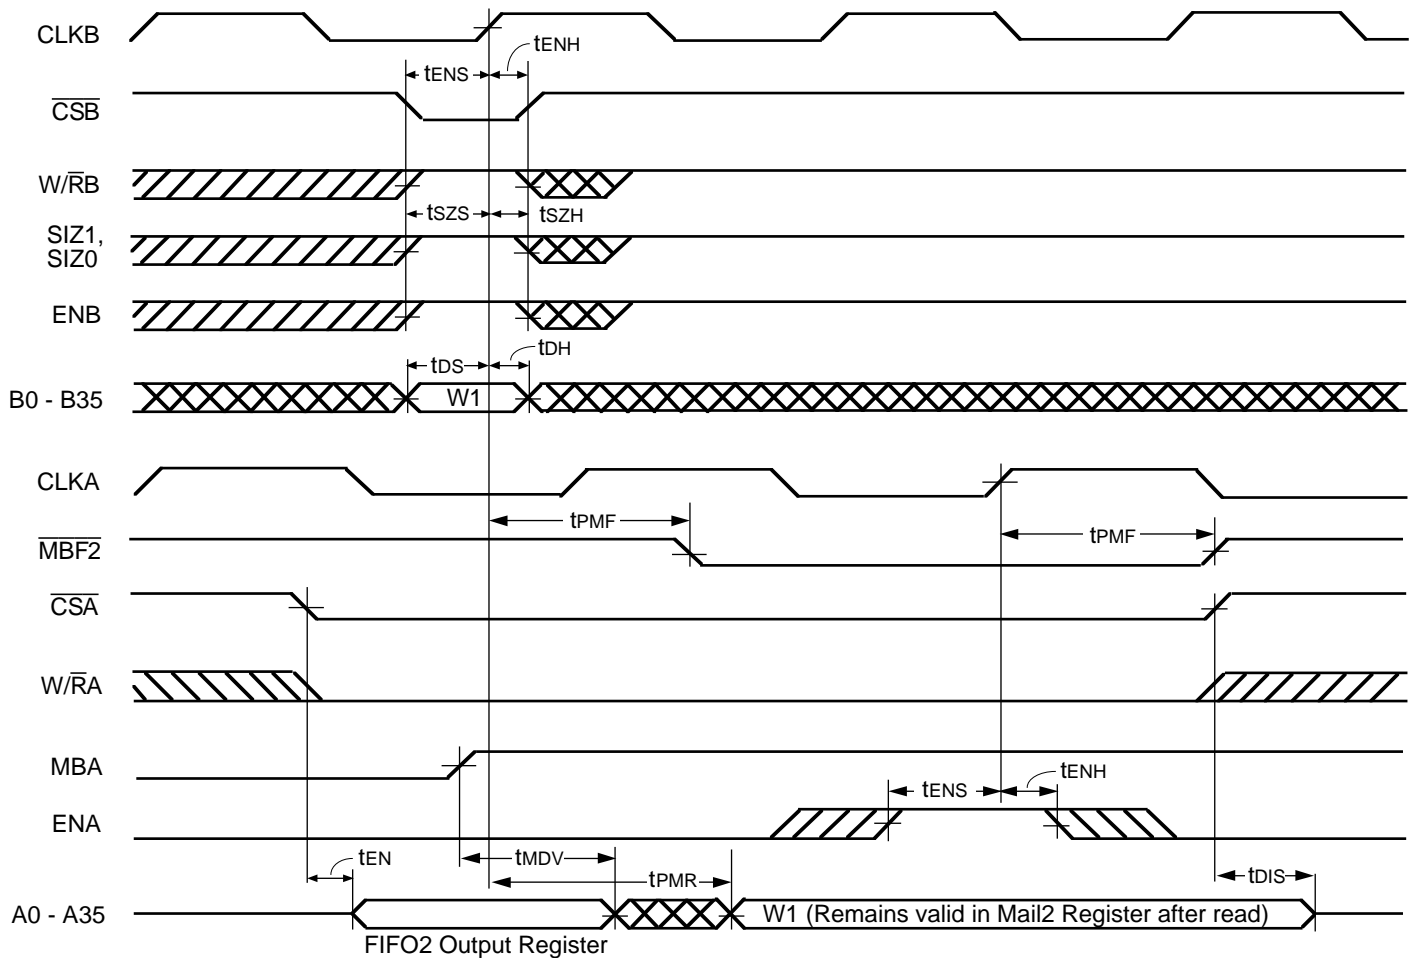 CLKB
tENH
tENS
CSB
W/RB
tSZS
tSZH
SIZ1,
SIZ0
ENB
tDS
tDH
B0 - B35
W1
CLKA
tPMF
tPMF
MBF2
CSA
W/RA
MBA
tENS
tENH
ENA
tEN
tMDV
tPMR
tDIS
A0 - A35
W1 (Remains valid in Mail2 Register after read)
FIFO2 Output Register